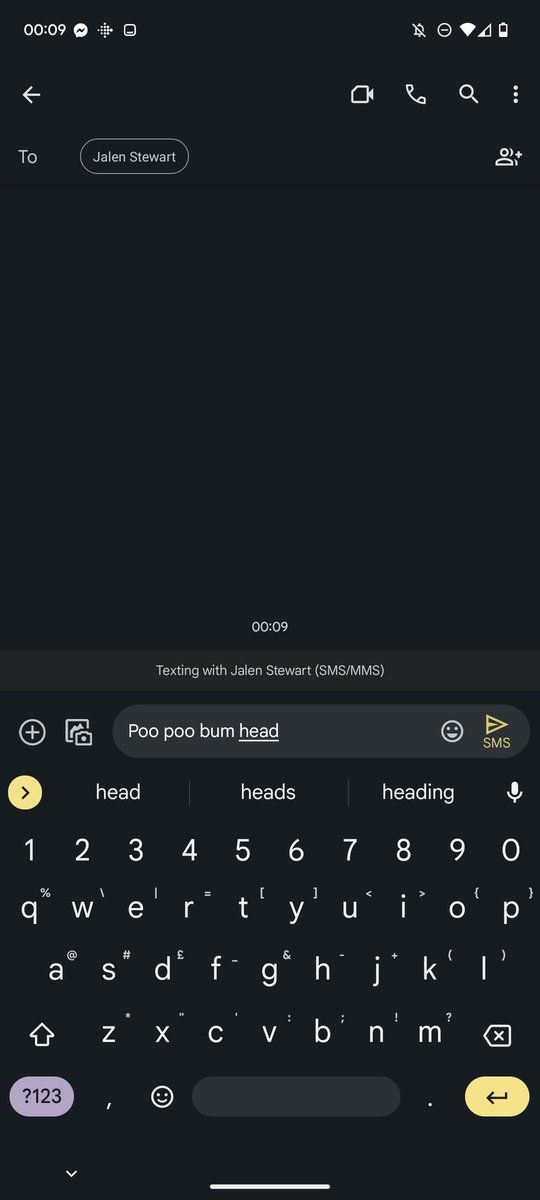 00:09
To Jalen Stewart
00:09
Texting with Jalen Stewart (SMS/MMS)
Poo poo bum head
SMS
head heads heading
1 2 3 4 5 6 7 8 9 0
% \ | = [ ] < > { }
q w e r t y u i o p
@ # £ _ & - + ( )
a s d f g h j k l
* " ' : ; ! ?
z x c v b n m
?123 , .